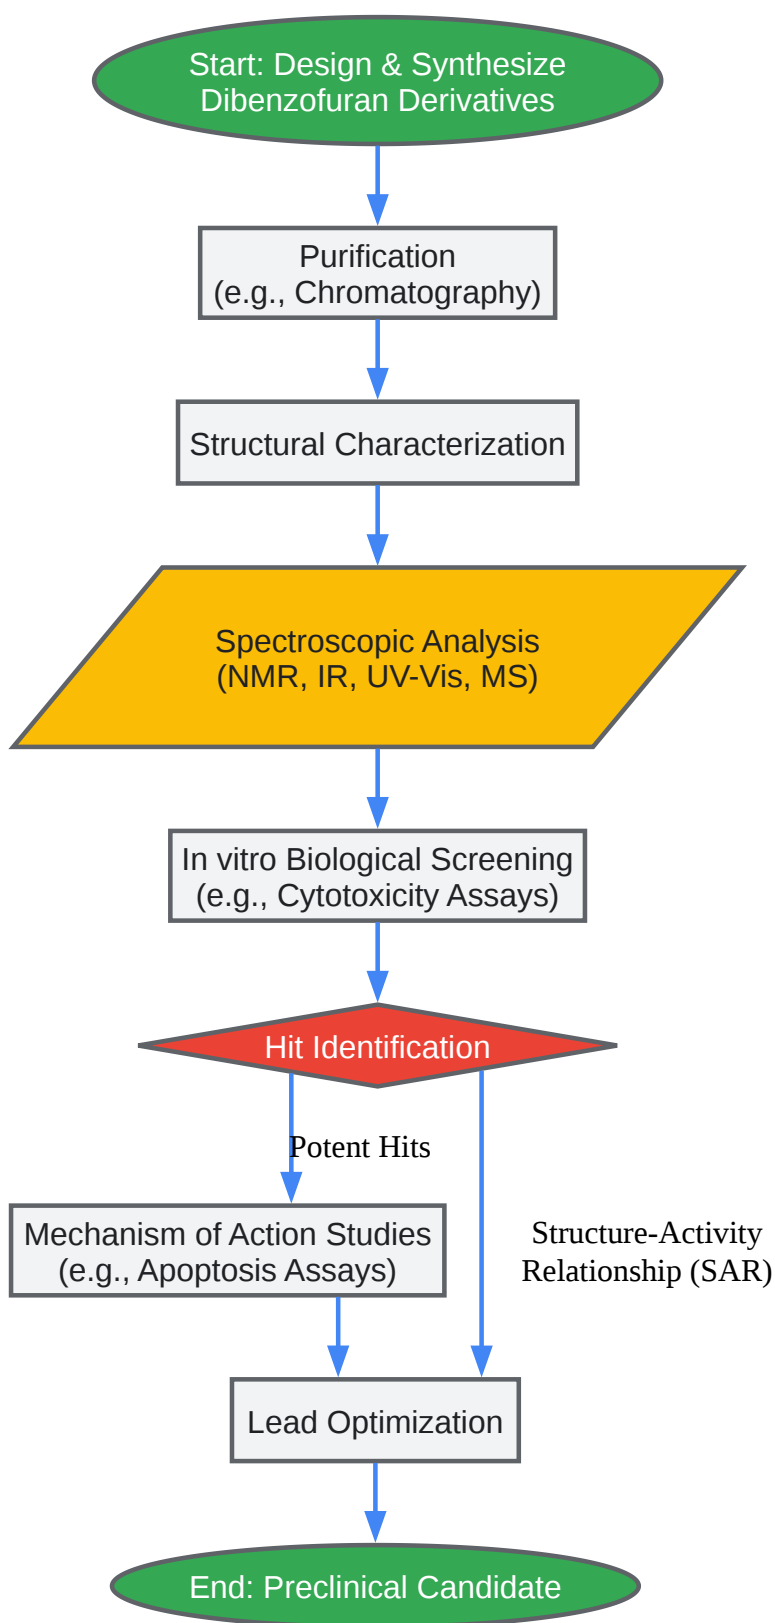 Start: Design & Synthesize
Dibenzofuran Derivatives
Purification
(e.g., Chromatography)
Structural Characterization
Spectroscopic Analysis
(NMR, IR, UV-Vis, MS)
In vitro Biological Screening
(e.g., Cytotoxicity Assays)
Hit Identification
Potent Hits
Mechanism of Action Studies
(e.g., Apoptosis Assays)
Structure-Activity
Relationship (SAR)
Lead Optimization
End: Preclinical Candidate